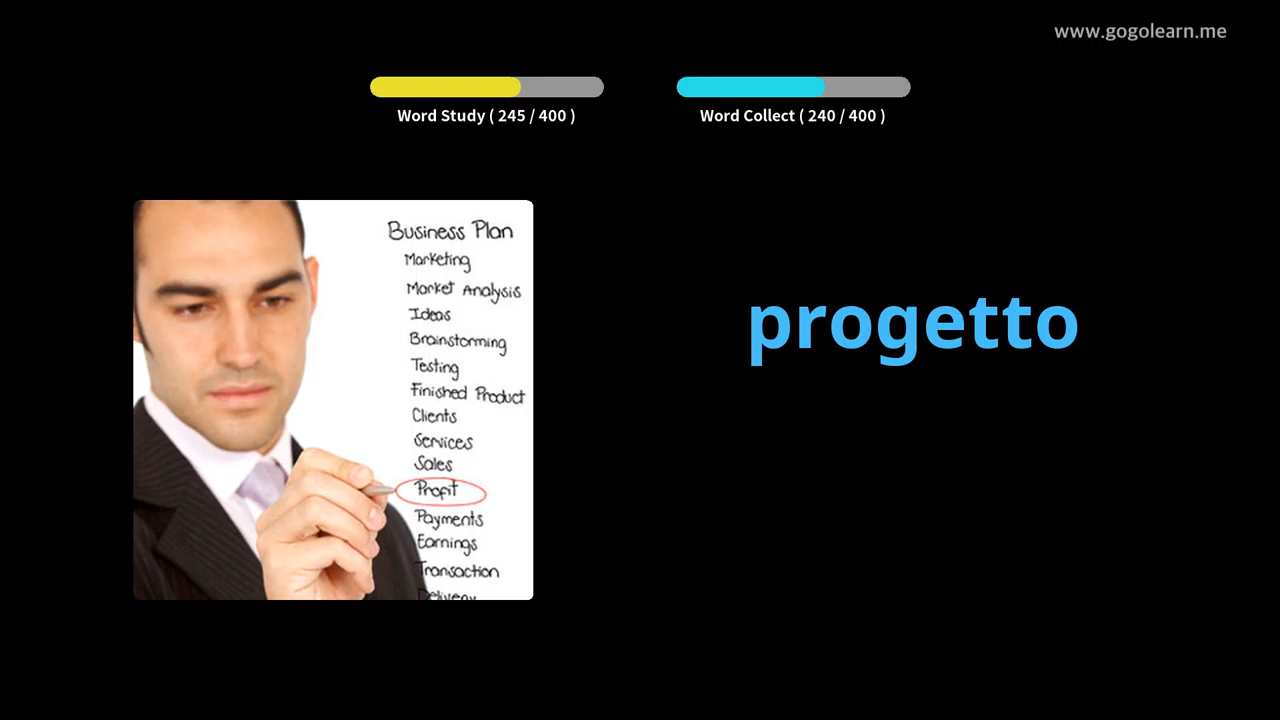 www.gogolearn.me
Word Study ( 245 / 400 )
Word Collect ( 240 / 400 )
Business Plan
Marketing
Market Analysis
Ideas
Brainstorming
Testing
Finished Product
Clients
Services
Sales
Profit
Payments
Earnings
Transaction
Delivery
progetto